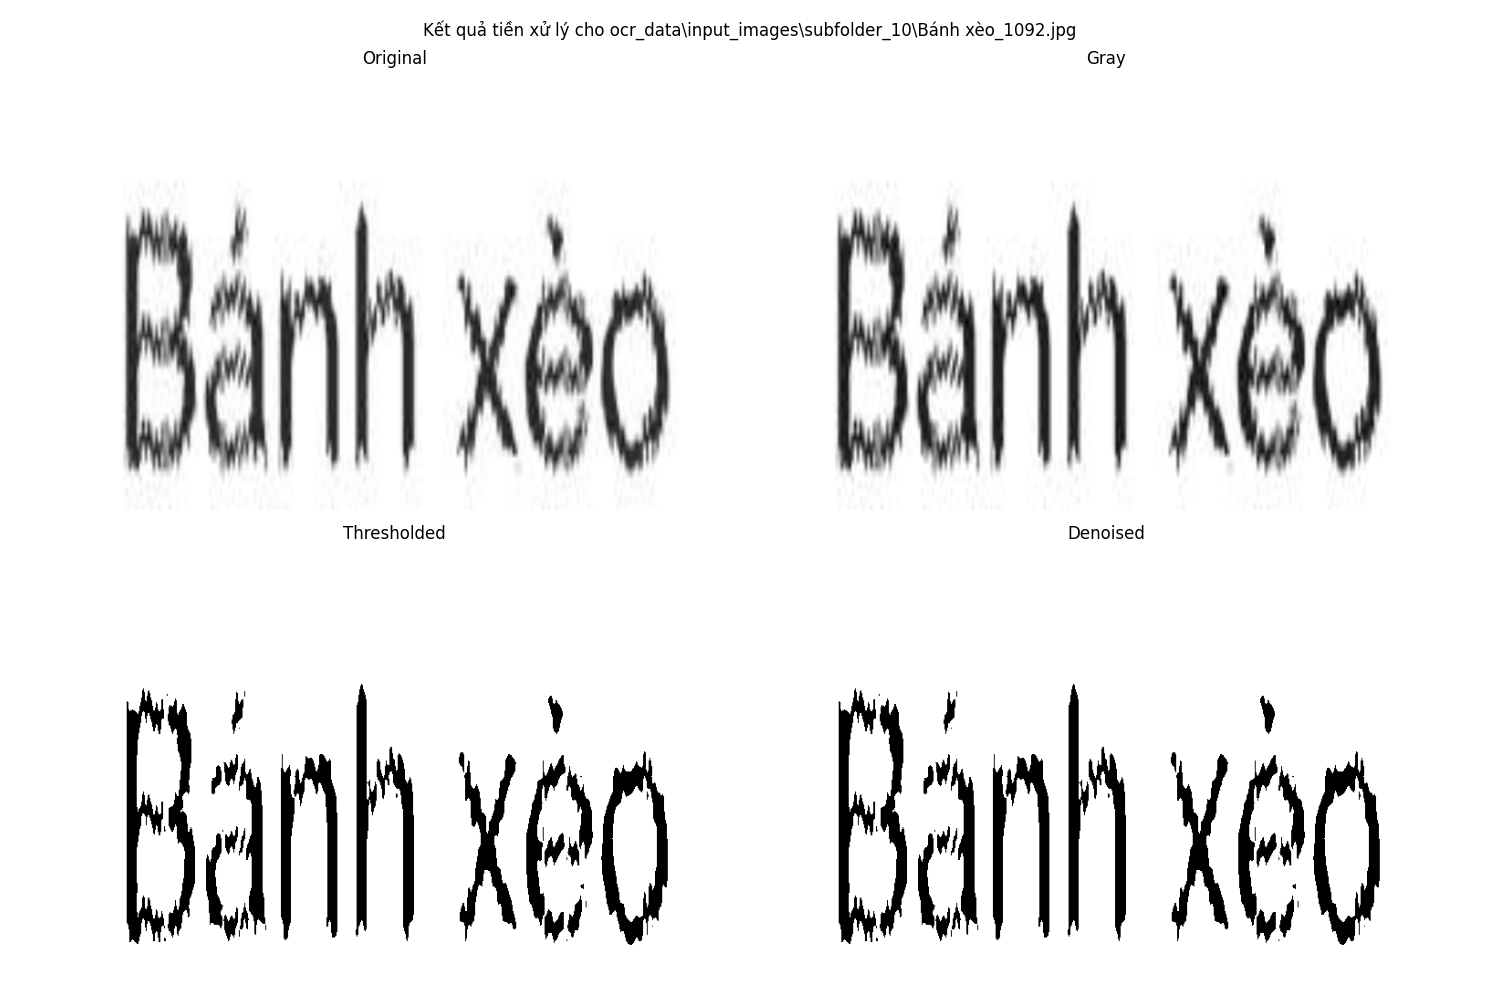 Kết quả tiền xử lý cho ocr_data\input_images\subfolder_10\Bánh xèo_1092.jpg
Original
Gray
Bánh xèo
Bánh xèo
Thresholded
Denoised
Bánh xèo
Bánh xèo